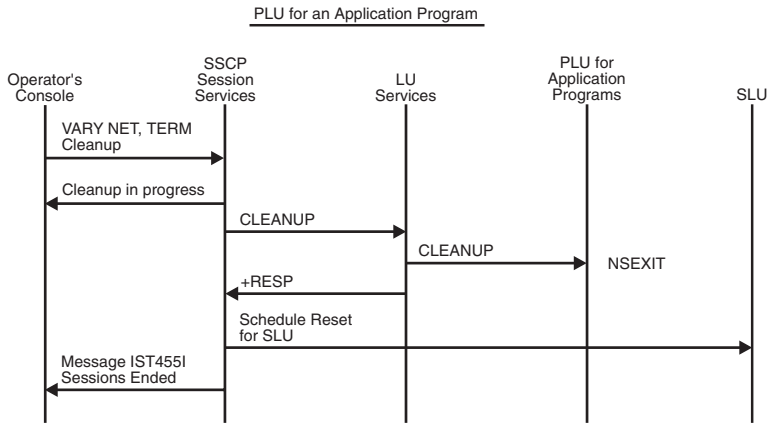 PLU for an Application Program
Operator's
Console
SSCP
Session
Services
LU
Services
PLU for
Application
Programs
SLU
VARY NET, TERM
Cleanup
Cleanup in progress
CLEANUP
CLEANUP
NSEXIT
+RESP
Schedule Reset
for SLU
Message IST455I
Sessions Ended